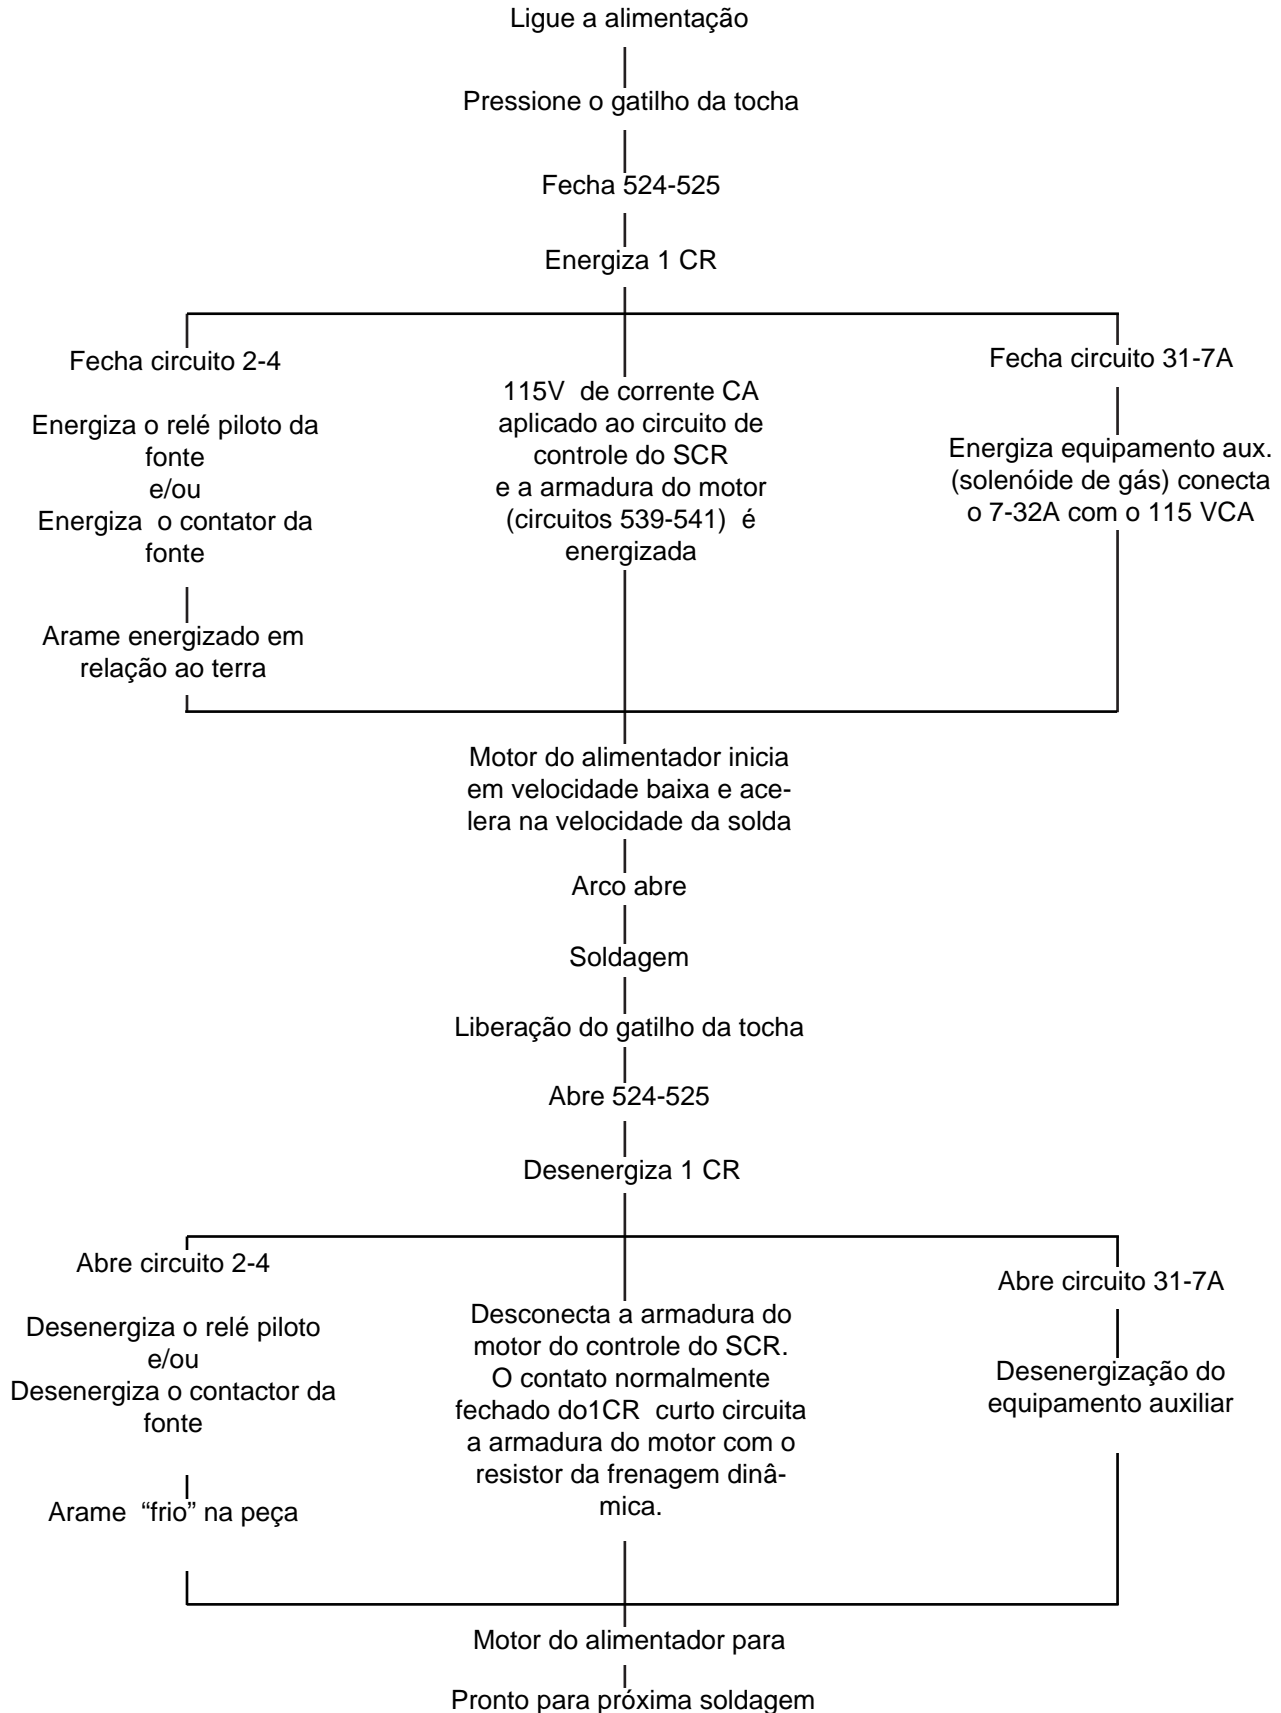 Ligue a alimentação
Pressione o gatilho da tocha
Fecha 524-525
Energiza 1 CR
Fecha circuito 2-4
Energiza o relé piloto da
fonte
e/ou
Energiza o contator da
fonte
Arame energizado em
relação ao terra
115V de corrente CA
aplicado ao circuito de
controle do SCR
e a armadura do motor
(circuitos 539-541) é
energizada
Fecha circuito 31-7A
Energiza equipamento aux.
(solenóide de gás) conecta
o 7-32A com o 115 VCA
Motor do alimentador inicia
em velocidade baixa e ace-
lera na velocidade da solda
Arco abre
Soldagem
Liberação do gatilho da tocha
Abre 524-525
Desenergiza 1 CR
Abre circuito 2-4
Desenergiza o relé piloto
e/ou
Desenergiza o contactor da
fonte
Arame “frio” na peça
Desconecta a armadura do
motor do controle do SCR.
O contato normalmente
fechado do1CR curto circuita
a armadura do motor com o
resistor da frenagem dinâ-
mica.
Abre circuito 31-7A
Desenergização do
equipamento auxiliar
Motor do alimentador para
Pronto para próxima soldagem